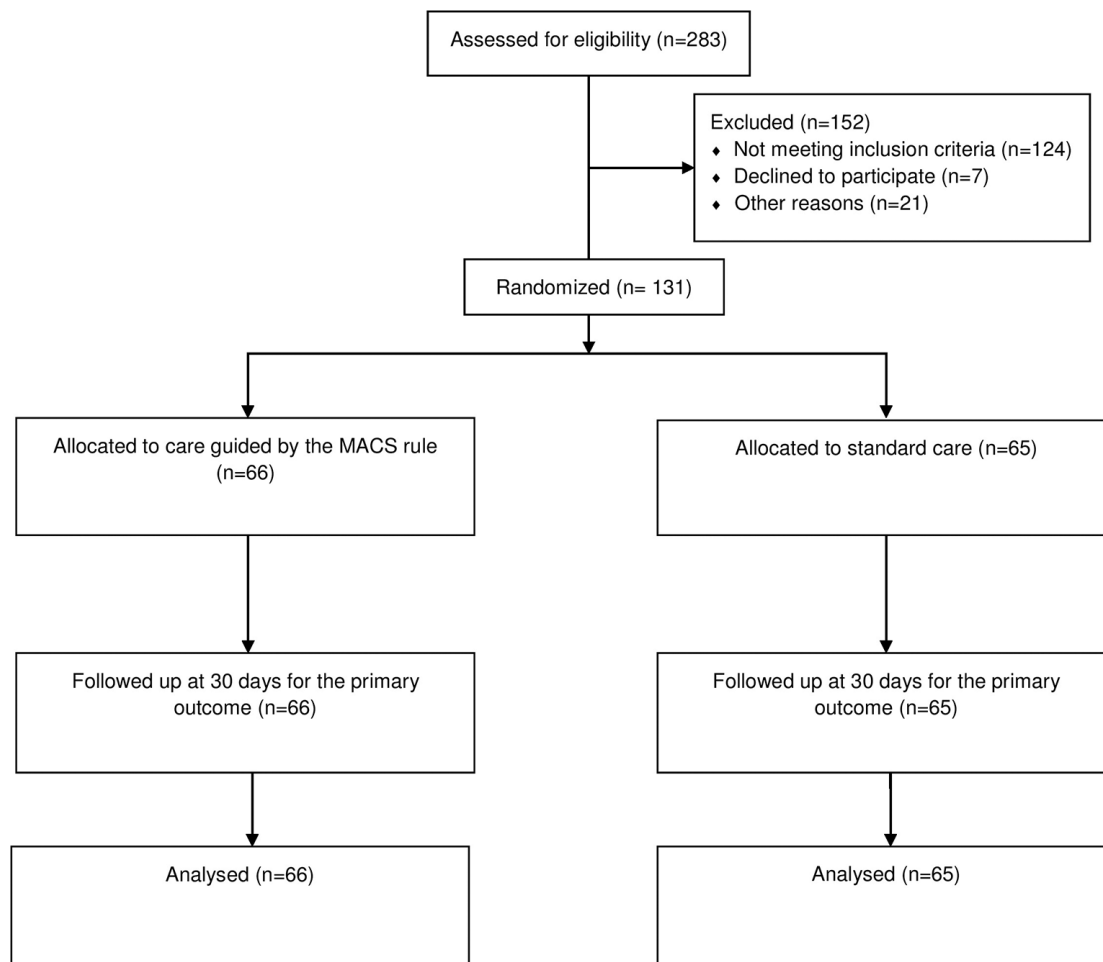 Assessed for eligibility (n=283)
Excluded (n=152)
♦ Not meeting inclusion criteria (n=124)
♦ Declined to participate (n=7)
♦ Other reasons (n=21)
Randomized (n= 131)
Allocated to care guided by the MACS rule
(n=66)
Allocated to standard care (n=65)
Followed up at 30 days for the primary
outcome (n=66)
Followed up at 30 days for the primary
outcome (n=65)
Analysed (n=66)
Analysed (n=65)